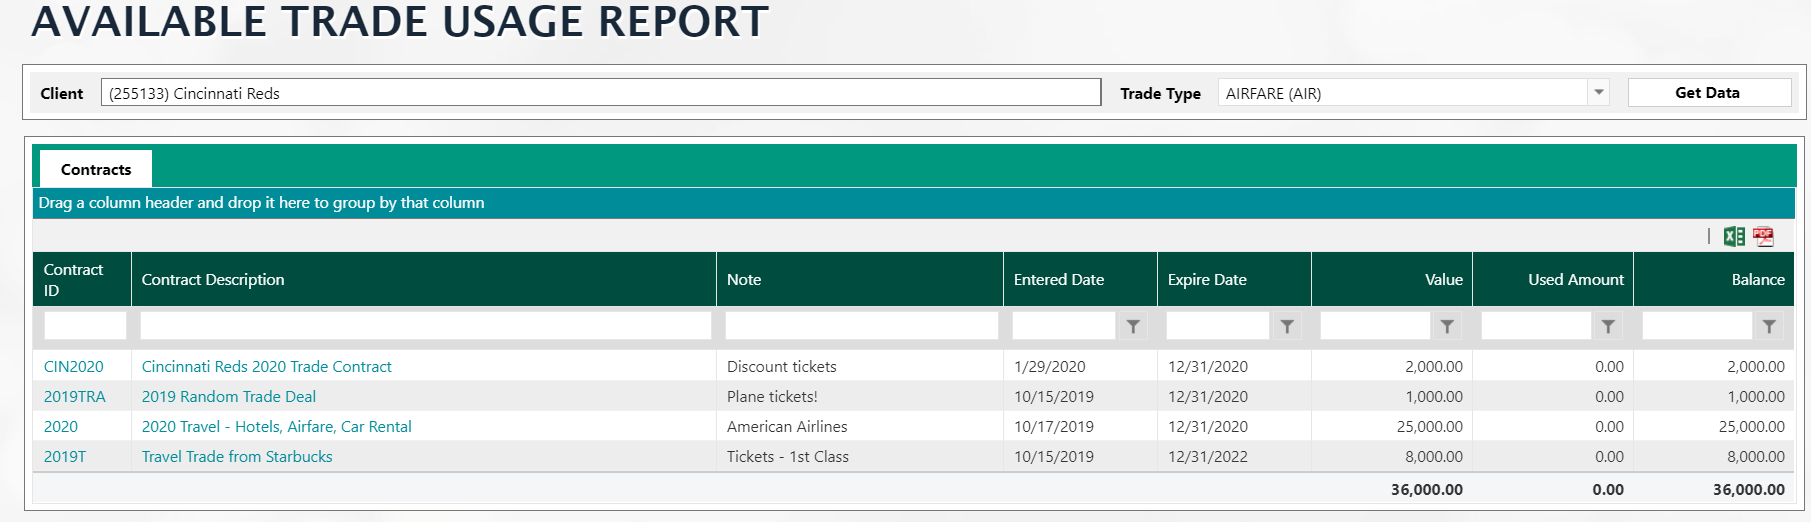 AVAILABLE TRADE USAGE REPORT
Client (255133) Cincinnati Reds Trade Type AIRFARE (AIR) Get Data
Contracts
Drag a column header and drop it here to group by that column
Contract ID Contract Description Note Entered Date Expire Date Value Used Amount Balance
CIN2020 Cincinnati Reds 2020 Trade Contract Discount tickets 1/29/2020 12/31/2020 2,000.00 0.00 2,000.00
2019TRA 2019 Random Trade Deal Plane tickets! 10/15/2019 12/31/2020 1,000.00 0.00 1,000.00
2020 2020 Travel - Hotels, Airfare, Car Rental American Airlines 10/17/2019 12/31/2020 25,000.00 0.00 25,000.00
2019T Travel Trade from Starbucks Tickets - 1st Class 10/15/2019 12/31/2022 8,000.00 0.00 8,000.00
36,000.00 0.00 36,000.00